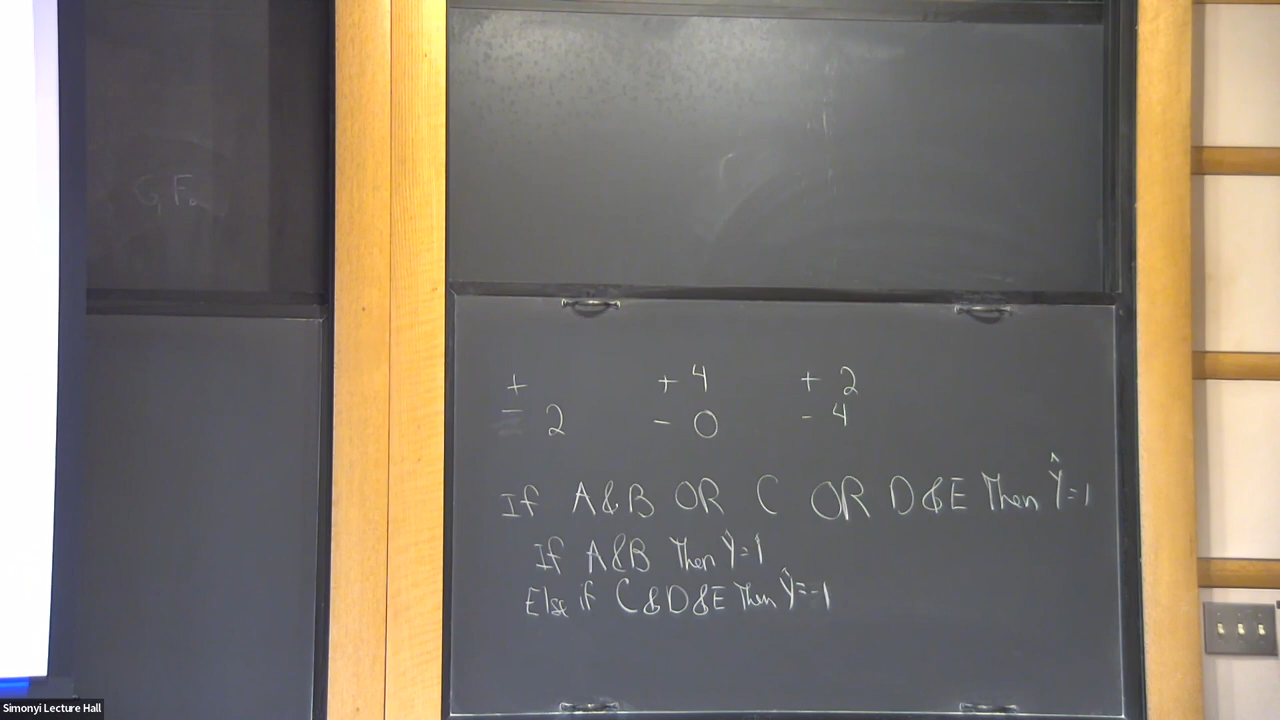 G F
+ + 4 + 2
- 2 - 0 - 4
If A&B OR C OR D&E Then Ŷ=1
If A&B Then Ŷ=1
Else if C&D&E Then Ŷ=-1
Simonyi Lecture Hall